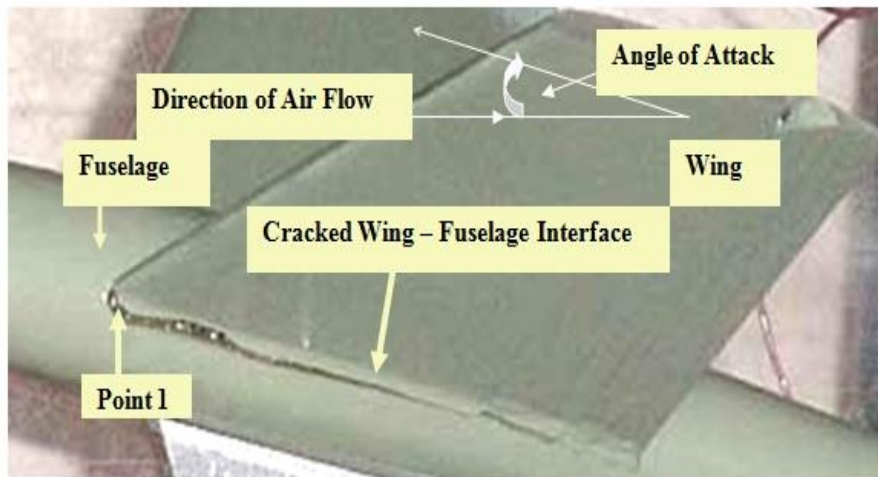 Angle of Attack
Direction of Air Flow
Fuselage
Wing
Cracked Wing – Fuselage Interface
Point 1